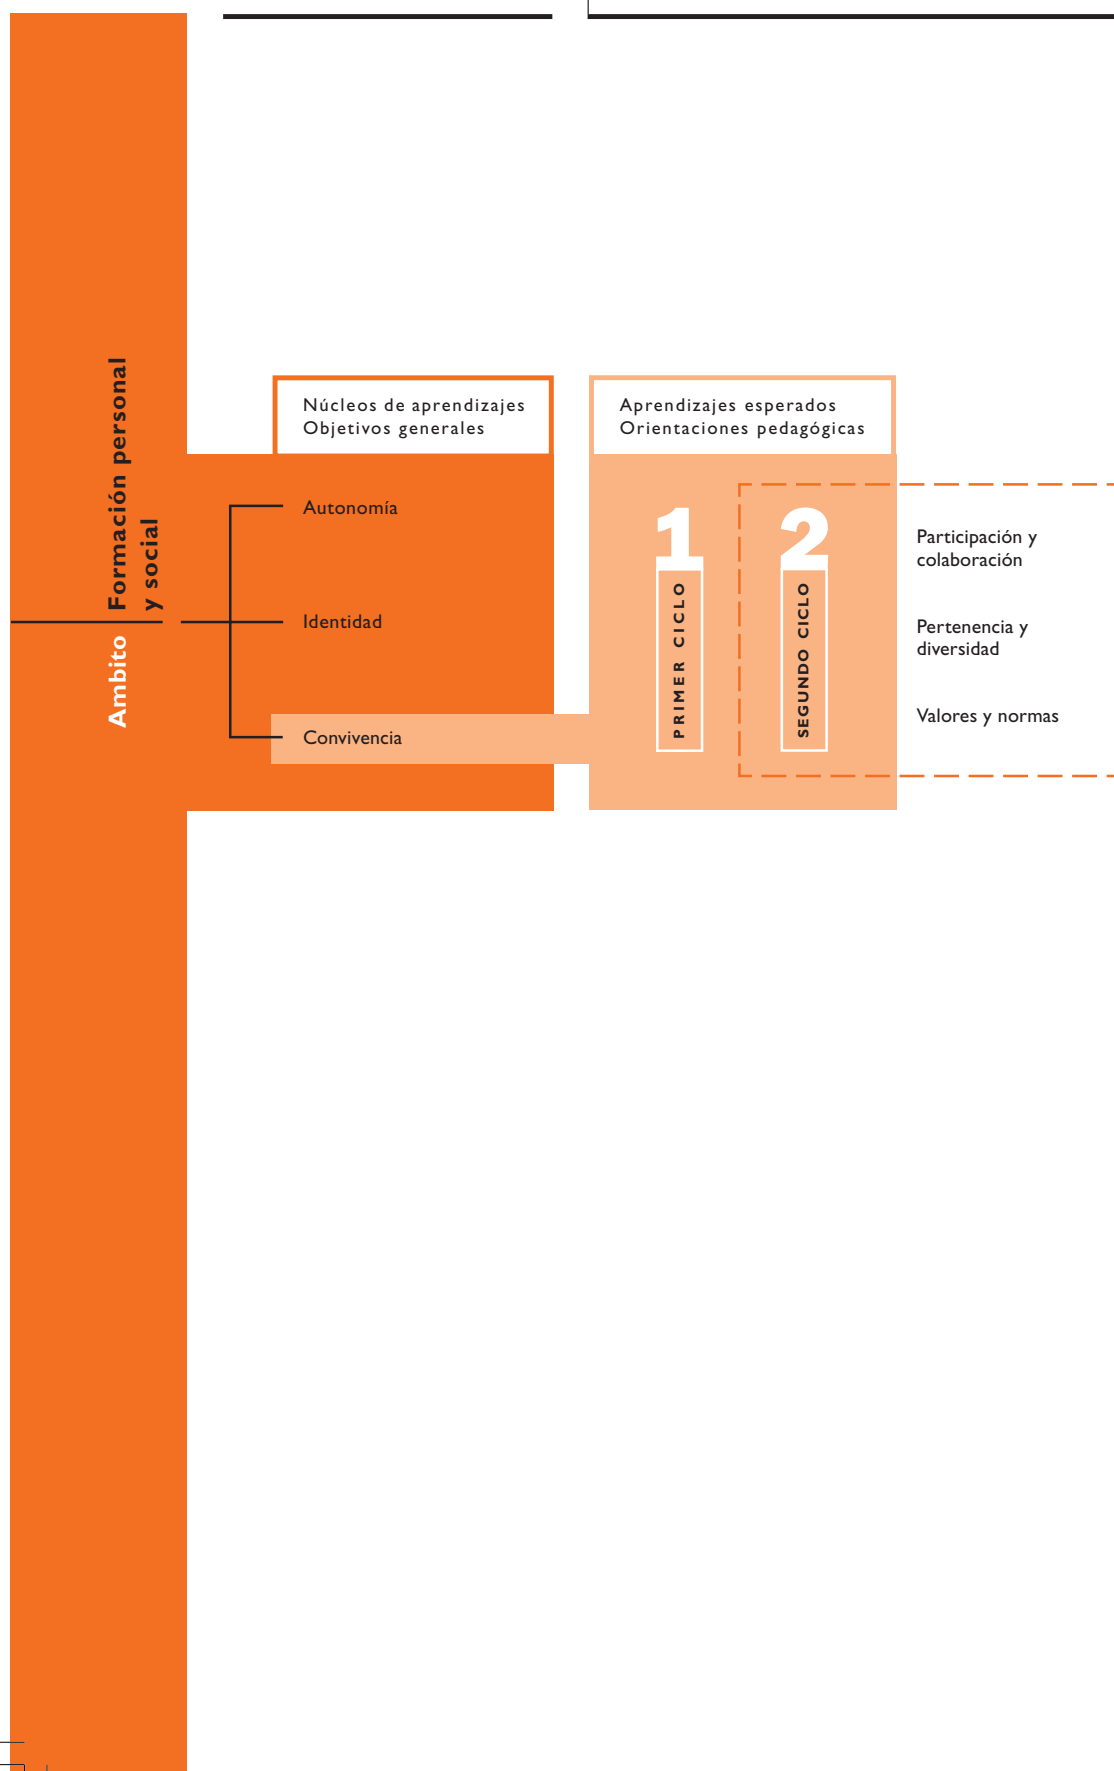 Ambito Formación personal
y social
Núcleos de aprendizajes
Objetivos generales
Autonomía
Identidad
Convivencia
Aprendizajes esperados
Orientaciones pedagógicas
1
PRIMER CICLO
2
SEGUNDO CICLO
Participación y
colaboración
Pertenencia y
diversidad
Valores y normas